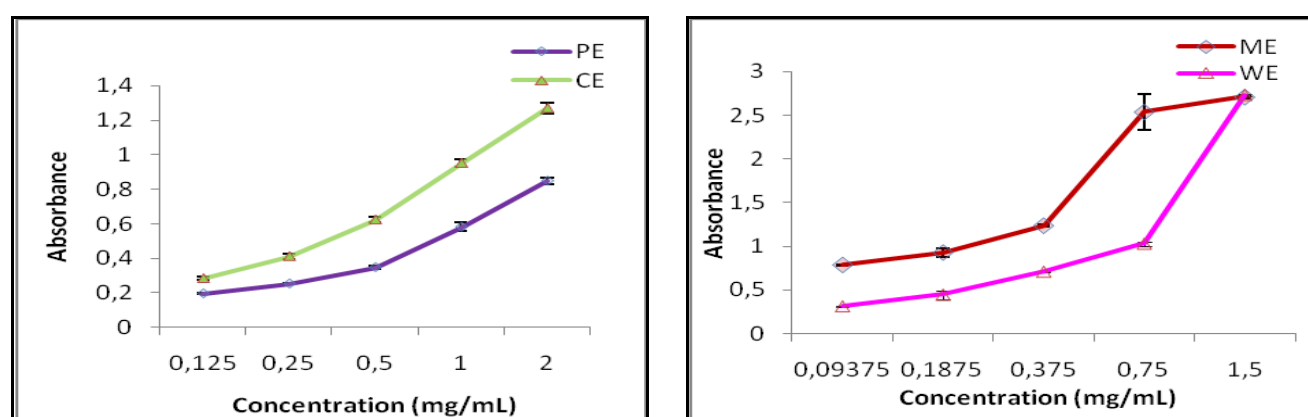 PE
CE
1,4
1,2
1
0,8
0,6
0,4
0,2
0
Absorbance
0,125 0,25 0,5 1 2
Concentration (mg/mL)
ME
WE
3
2,5
2
1,5
1
0,5
0
Absorbance
0,09375 0,1875 0,375 0,75 1,5
Concentration (mg/mL)